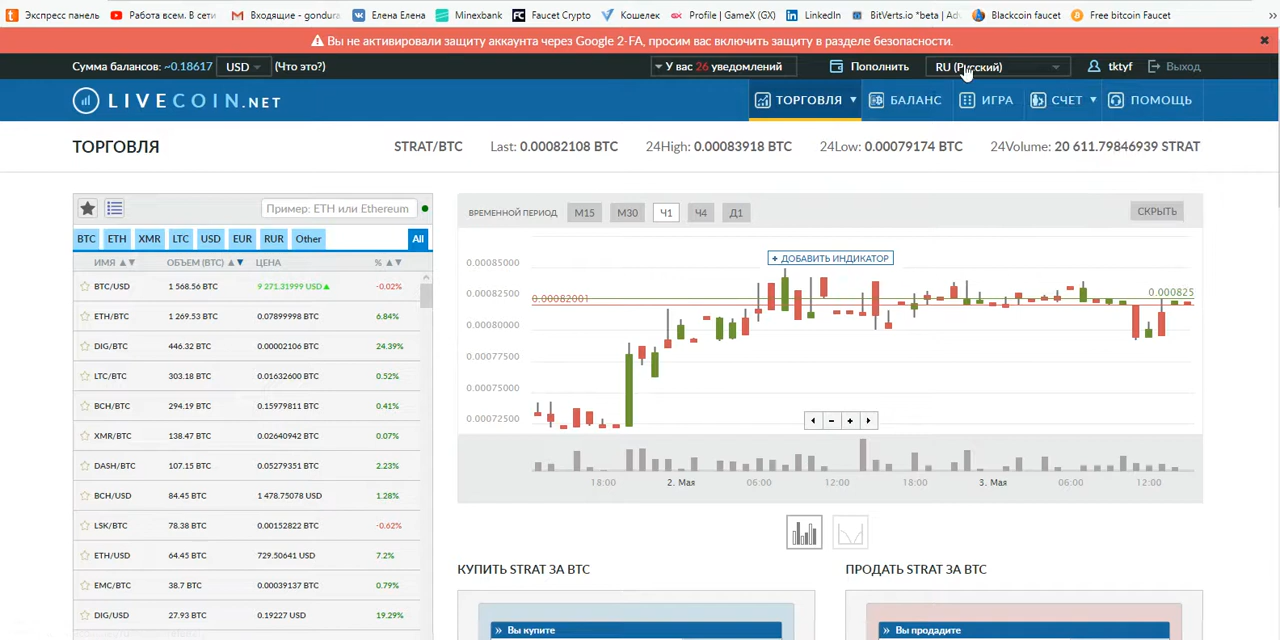 Экспресс панель Работа всем. В сети Входящие - gondura Елена Елена Minexbank Faucet Crypto Кошелек Profile | GameX (GX) LinkedIn BitVerts.io *beta | Adv Blackcoin faucet Free bitcoin Faucet »
Вы не активировали защиту аккаунта через Google 2-FA, просим вас включить защиту в разделе безопасности.
Сумма балансов: ~0.18617 USD (Что это?) У вас 26 уведомлений Пополнить RU (Русский) tktyf Выход
LIVECOIN.NET ТОРГОВЛЯ БАЛАНС ИГРА СЧЕТ ПОМОЩЬ
ТОРГОВЛЯ STRAT/BTC Last: 0.00082108 BTC 24High: 0.00083918 BTC 24Low: 0.00079174 BTC 24Volume: 20 611.79846939 STRAT
Пример: ETH или Ethereum
BTC ETH XMR LTC USD EUR RUR Other All
ИМЯ ▲▼ ОБЪЕМ (BTC) ▲▼ ЦЕНА % ▲▼
BTC/USD 1 568.56 BTC 9 271.31999 USD▲ -0.02%
ETH/BTC 1 269.53 BTC 6.84%
DIG/BTC 446.32 BTC 0.00002106 BTC 24.39%
LTC/BTC 303.18 BTC 0.01632600 BTC 0.52%
BCH/BTC 294.19 BTC 0.15979811 BTC 0.41%
XMR/BTC 138.47 BTC 0.02640942 BTC 0.07%
DASH/BTC 107.15 BTC 0.05279351 BTC 2.23%
BCH/USD 84.45 BTC 1 478.75078 USD 1.28%
LSK/BTC 78.38 BTC 0.00152822 BTC -0.62%
ETH/USD 64.45 BTC 729.50641 USD 7.2%
EMC/BTC 38.7 BTC 0.00039137 BTC 0.79%
DIG/USD 27.93 BTC 0.19227 USD 19.29%
ВРЕМЕННОЙ ПЕРИОД М15 М30 Ч1 Ч4 Д1 СКРЫТЬ
+ ДОБАВИТЬ ИНДИКАТОР
0.00085000
0.00082500
0.00082001
0.000825
0.00080000
0.00077500
0.00075000
0.00072500
18:00 2. Мая 06:00 12:00 18:00 3. Мая 06:00 12:00
КУПИТЬ STRAT ЗА BTC
» Вы купите
ПРОДАТЬ STRAT ЗА BTC
» Вы продадите